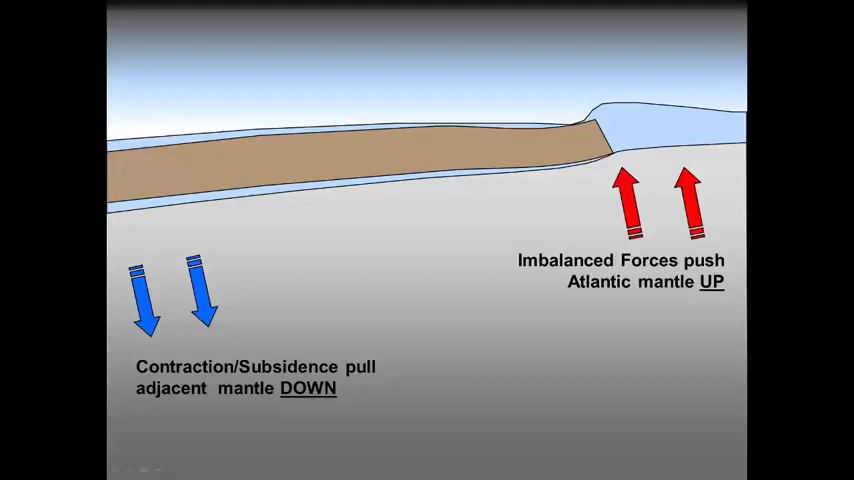 Imbalanced Forces push
Atlantic mantle UP
Contraction/Subsidence pull
adjacent mantle DOWN